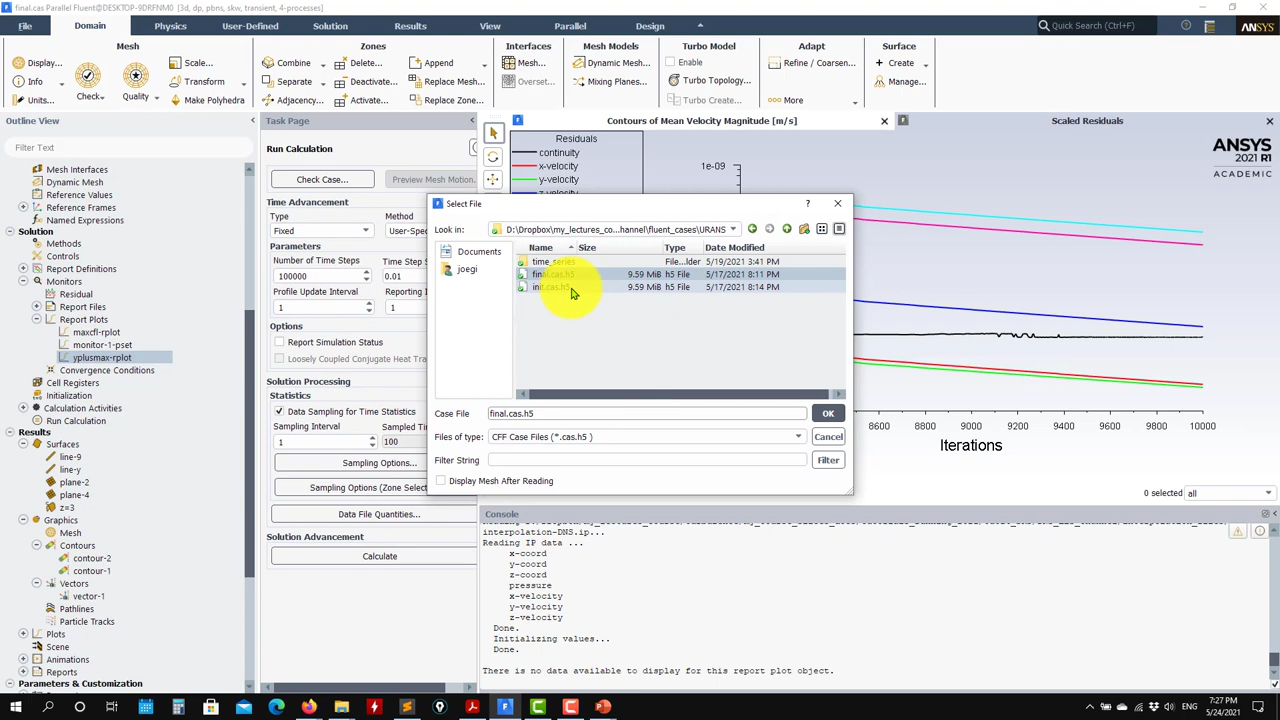 final.cas Parallel Fluent@DESKTOP-9DRFNM0 [3d, dp, pbns, skw, transient, 4-processes]
File Domain Physics User-Defined Solution Results View Parallel Design Quick Search (Ctrl+F) ANSYS
Mesh Zones Interfaces Mesh Models Turbo Model Adapt Surface
Display... Scale... Combine Delete... Append Mesh... Dynamic Mesh... Enable Refine / Coarsen... Create
Info Check Quality Transform Separate Deactivate... Replace Mesh... Overset... Mixing Planes... Turbo Topology... Manage...
Units... Make Polyhedra Adjacency... Activate... Replace Zone... Turbo Create... More
Outline View
Filter Text
Mesh Interfaces
Dynamic Mesh
Reference Values
Reference Frames
Named Expressions
Solution
Methods
Controls
Report Definitions
Monitors
Residual
Report Files
Report Plots
maxcfl-rplot
monitor-1-pset
yplusmax-rplot
Convergence Conditions
Cell Registers
Initialization
Calculation Activities
Run Calculation
Results
Surfaces
line-9
line-y
plane-2
plane-4
z=3
Graphics
Mesh
Contours
contour-2
contour-1
Vectors
vector-1
Pathlines
Particle Tracks
Plots
Scene
Animations
Reports
Parameters & Customization
Task Page
Run Calculation
Check Case... Preview Mesh Motion...
Time Advancement
Type Method
Fixed User-
Parameters
Number of Time Steps Time Step
100000 0.01
Profile Update Interval Reporting
1 1
Options
Report Simulation Status
Loosely Coupled Conjugate Heat Tra
Solution Processing
Statistics
Data Sampling for Time Statistics
Sampling Interval Sampled Time
1 100
Sampling Options...
Sampling Options (Zone Select
Data File Quantities...
Solution Advancement
Calculate
Contours of Mean Velocity Magnitude [m/s] Scaled Residuals
Residuals
continuity
x-velocity
y-velocity
1e-09
ANSYS
2021 R1
ACADEMIC
8600 8800 9000 9200 9400 9600 9800 10000
Iterations
0 selected all
Select File
Look in: D:\Dropbox\my_lectures_co...hannel\fluent_cases\URANS
Documents
joegi
Name Size Type Date Modified
time_series File...lder 5/19/2021 3:41 PM
final.cas.h5 9.59 MiB h5 File 5/17/2021 8:11 PM
init.cas.h5 9.59 MiB h5 File 5/17/2021 8:14 PM
Case File final.cas.h5 OK
Files of type: CFF Case Files (*.cas.h5 ) Cancel
Filter String Filter
Display Mesh After Reading
Console
interpolation-DNS.ip...
Reading IP data ...
x-coord
y-coord
z-coord
pressure
x-velocity
y-velocity
z-velocity
Done.
Initializing values...
Done.
There is no data available to display for this report plot object.
ENG 7:27 PM
5/24/2021